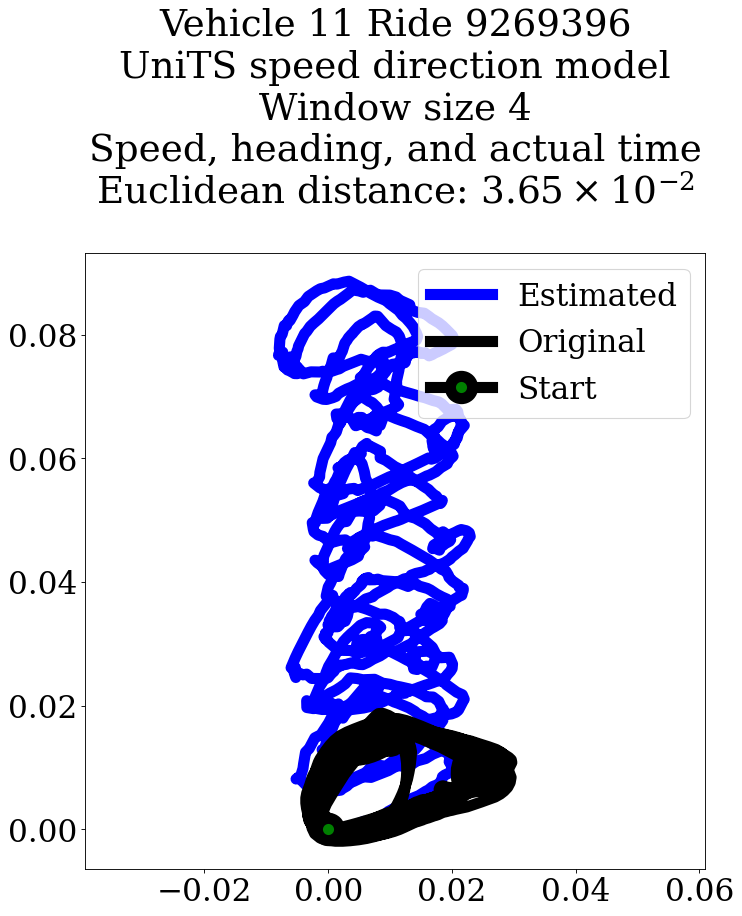 Vehicle 11 Ride 9269396
UniTS speed direction model
Window size 4
Speed, heading, and actual time
Euclidean distance: 3.65 × 10⁻²
Estimated
Original
Start
0.08
0.06
0.04
0.02
0.00
−0.02 0.00 0.02 0.04 0.06